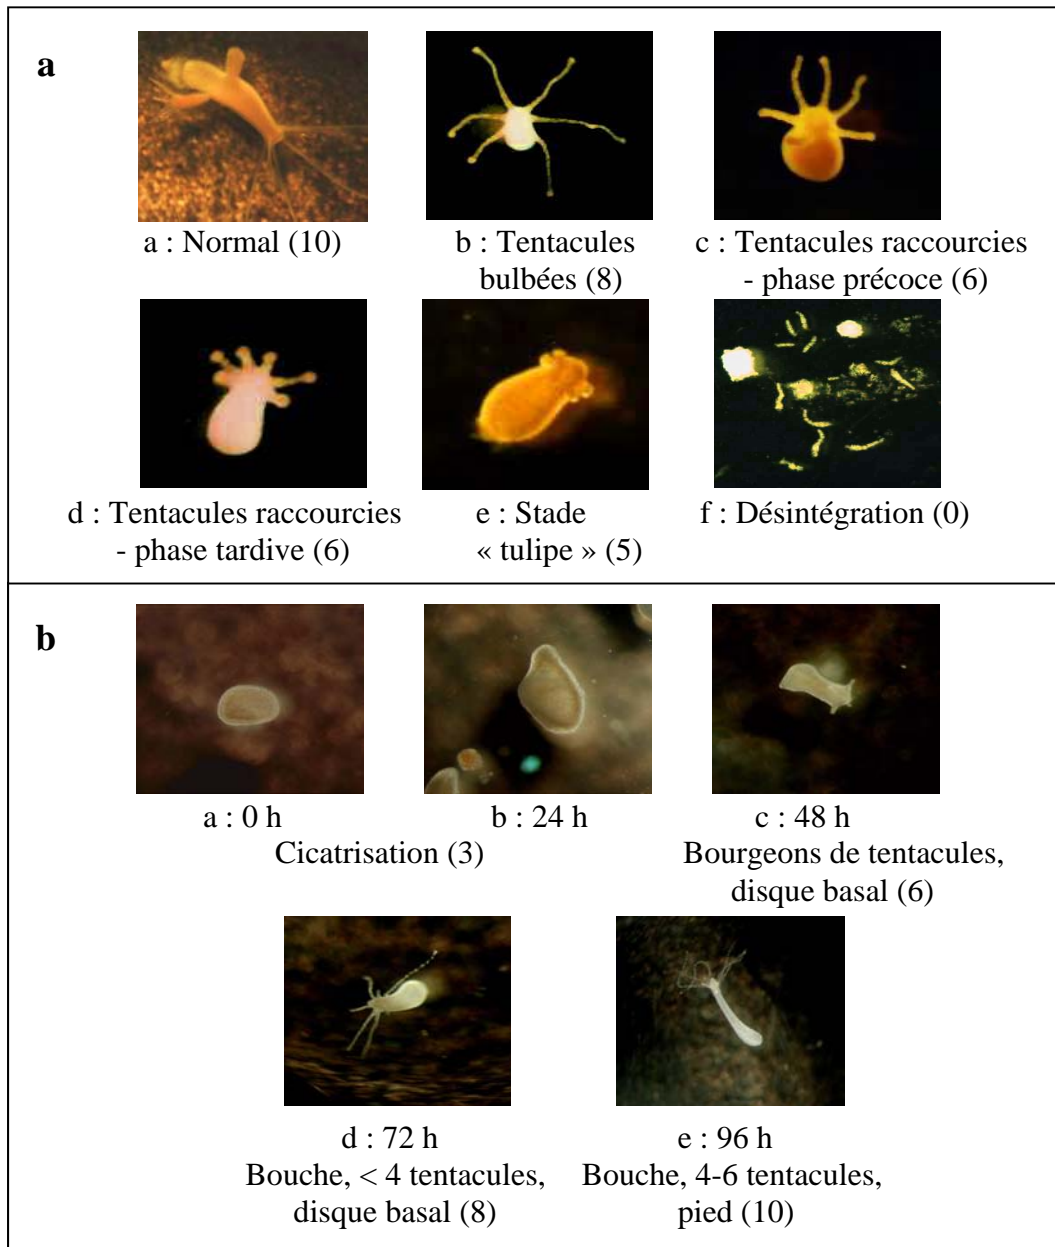 a
a : Normal (10)
b : Tentacules
bulbées (8)
c : Tentacules raccourcies
- phase précoce (6)
d : Tentacules raccourcies
- phase tardive (6)
e : Stade
« tulipe » (5)
f : Désintégration (0)
b
a : 0 h
b : 24 h
Cicatrisation (3)
c : 48 h
Bourgeons de tentacules,
disque basal (6)
d : 72 h
Bouche, < 4 tentacules,
disque basal (8)
e : 96 h
Bouche, 4-6 tentacules,
pied (10)